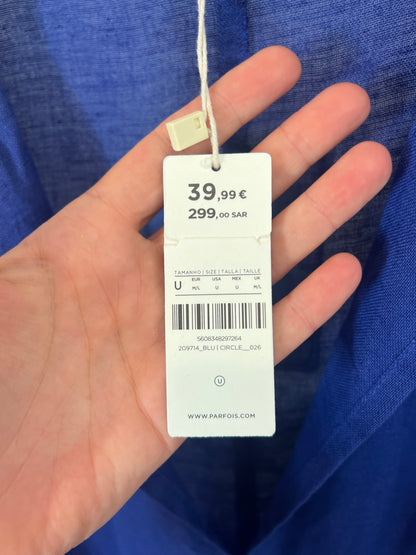 39,99 €
299,00 SAR
TAMANHO | SIZE | TALLA | TAILLE
U EUR USA MEX UK
M/L U U M/L
5608348297264
209714_BLU | CIRCLE__026
U
WWW.PARFOIS.COM